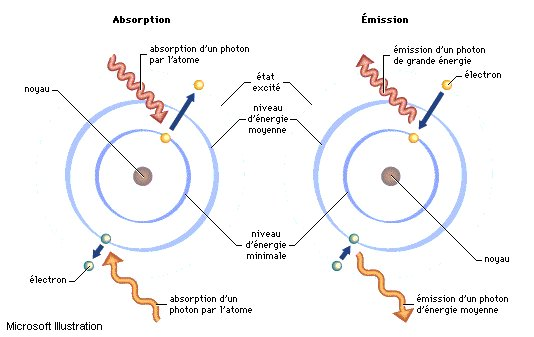 Absorption
absorption d'un photon
par l'atome
noyau
état
excité
niveau
d'énergie
moyenne
niveau
d'énergie
minimale
électron
absorption d'un
photon par l'atome
Microsoft Illustration
Émission
émission d'un photon
de grande énergie
électron
noyau
émission d'un photon
d'énergie moyenne